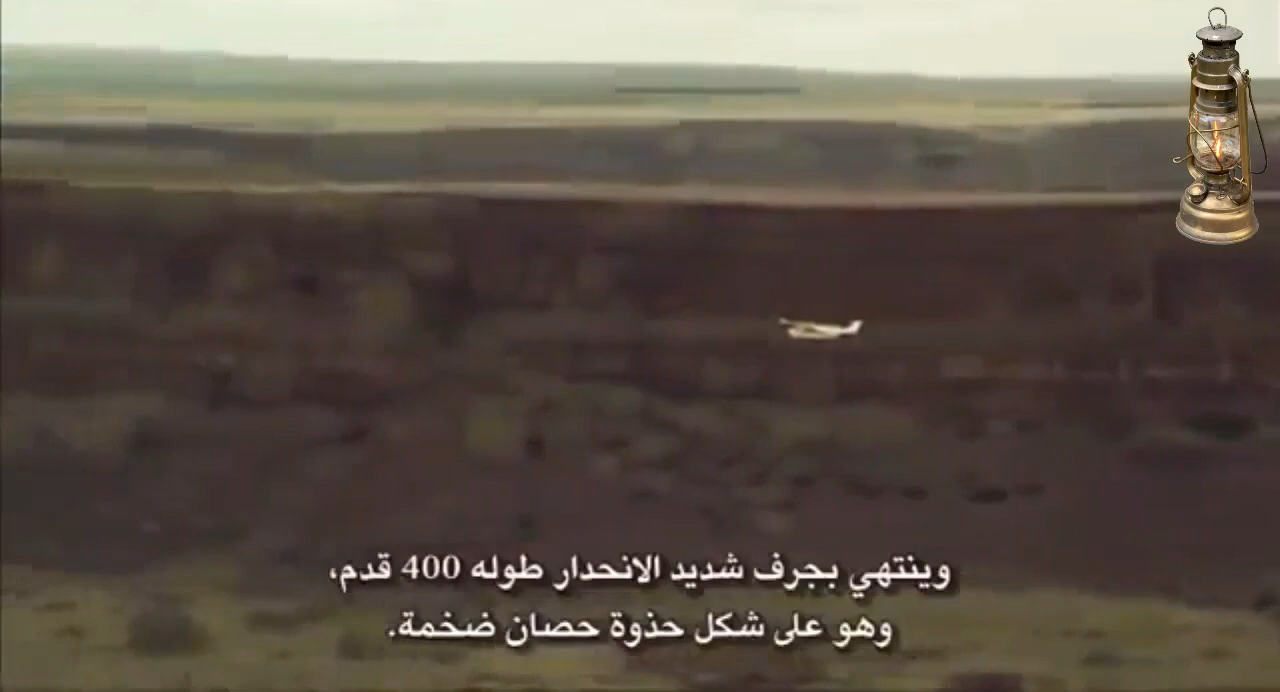 وينتهي بجرف شديد الانحدار طوله 400 قدم،
وهو على شكل حذوة حصان ضخمة.